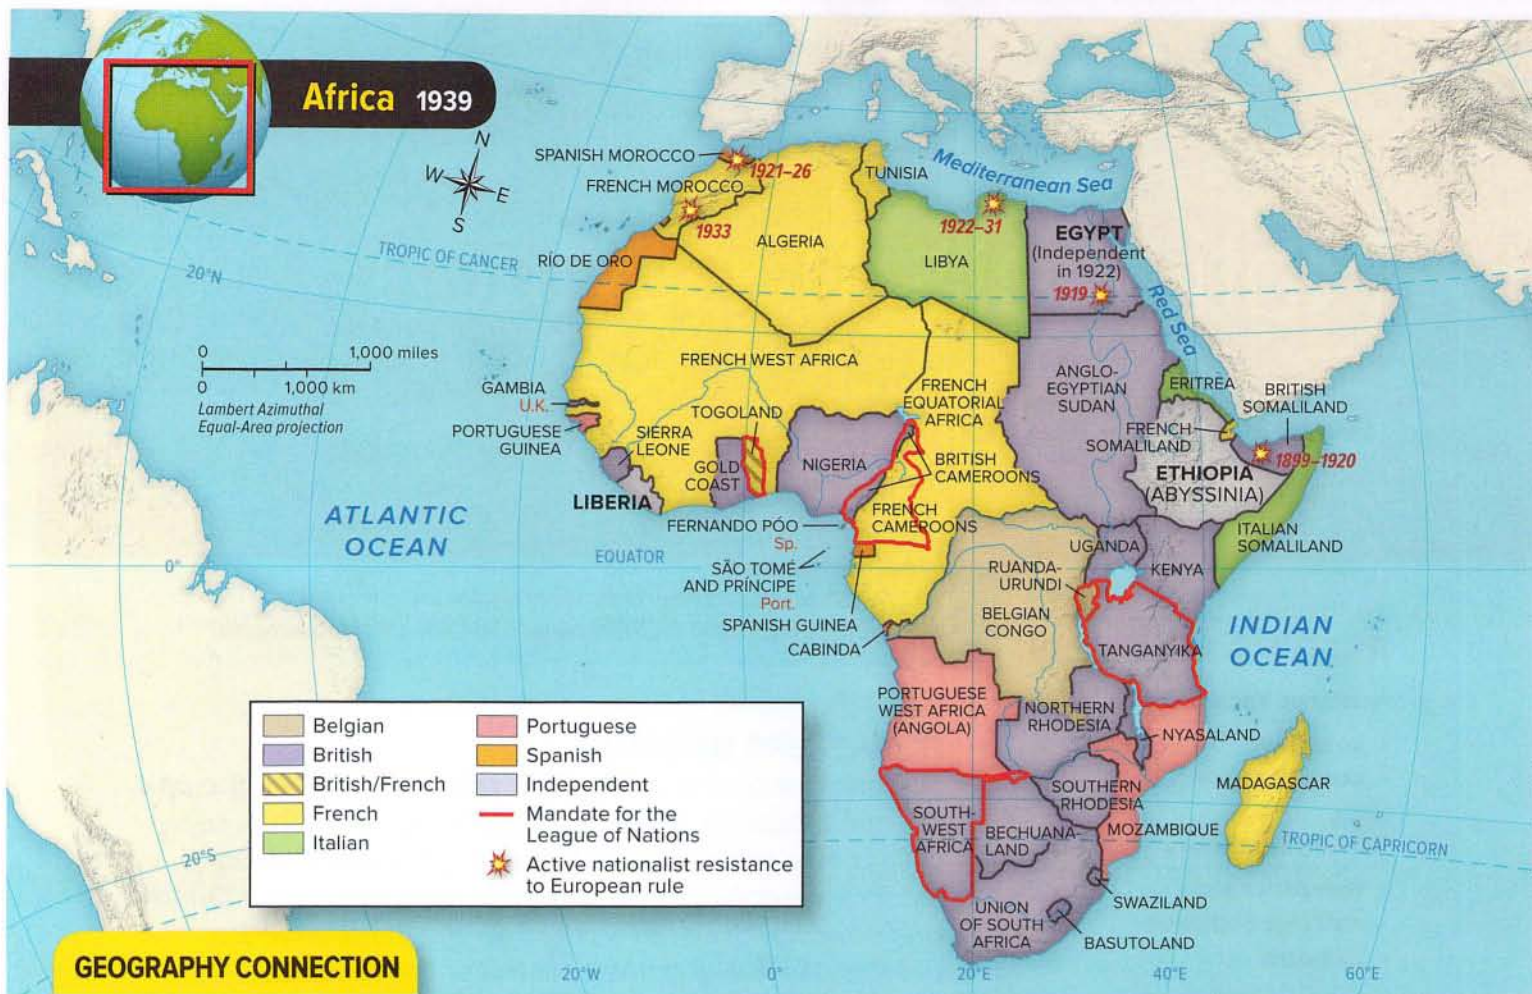 Africa 1939
N
W
E
S
SPANISH MOROCCO
1921–26
FRENCH MOROCCO
1933
TUNISIA
Mediterranean Sea
ALGERIA
1922–31
LIBYA
EGYPT
(Independent
in 1922)
1919
TROPIC OF CANCER
20°N
RÍO DE ORO
Red Sea
0
1,000 miles
0
1,000 km
Lambert Azimuthal
Equal-Area projection
FRENCH WEST AFRICA
GAMBIA
U.K.
PORTUGUESE
GUINEA
TOGOLAND
SIERRA
LEONE
GOLD
COAST
LIBERIA
NIGERIA
FRENCH
EQUATORIAL
AFRICA
ANGLO-
EGYPTIAN
SUDAN
ERITREA
BRITISH
SOMALILAND
FRENCH
SOMALILAND
1899–1920
BRITISH
CAMEROONS
ETHIOPIA
(ABYSSINIA)
FRENCH
CAMEROONS
ITALIAN
SOMALILAND
ATLANTIC
OCEAN
FERNANDO PÓO
Sp.
EQUATOR
0°
SÃO TOMÉ
AND PRÍNCIPE
Port.
SPANISH GUINEA
CABINDA
UGANDA
KENYA
RUANDA-
URUNDI
BELGIAN
CONGO
TANGANYIKA
INDIAN
OCEAN
PORTUGUESE
WEST AFRICA
(ANGOLA)
NORTHERN
RHODESIA
NYASALAND
MADAGASCAR
SOUTHERN
RHODESIA
MOZAMBIQUE
SOUTH-
WEST
AFRICA
BECHUANA-
LAND
TROPIC OF CAPRICORN
SWAZILAND
UNION
OF SOUTH
AFRICA
BASUTOLAND
Belgian
British
British/French
French
Italian
Portuguese
Spanish
Independent
Mandate for the
League of Nations
Active nationalist resistance
to European rule
20°S
20°W
0°
20°E
40°E
60°E
GEOGRAPHY CONNECTION